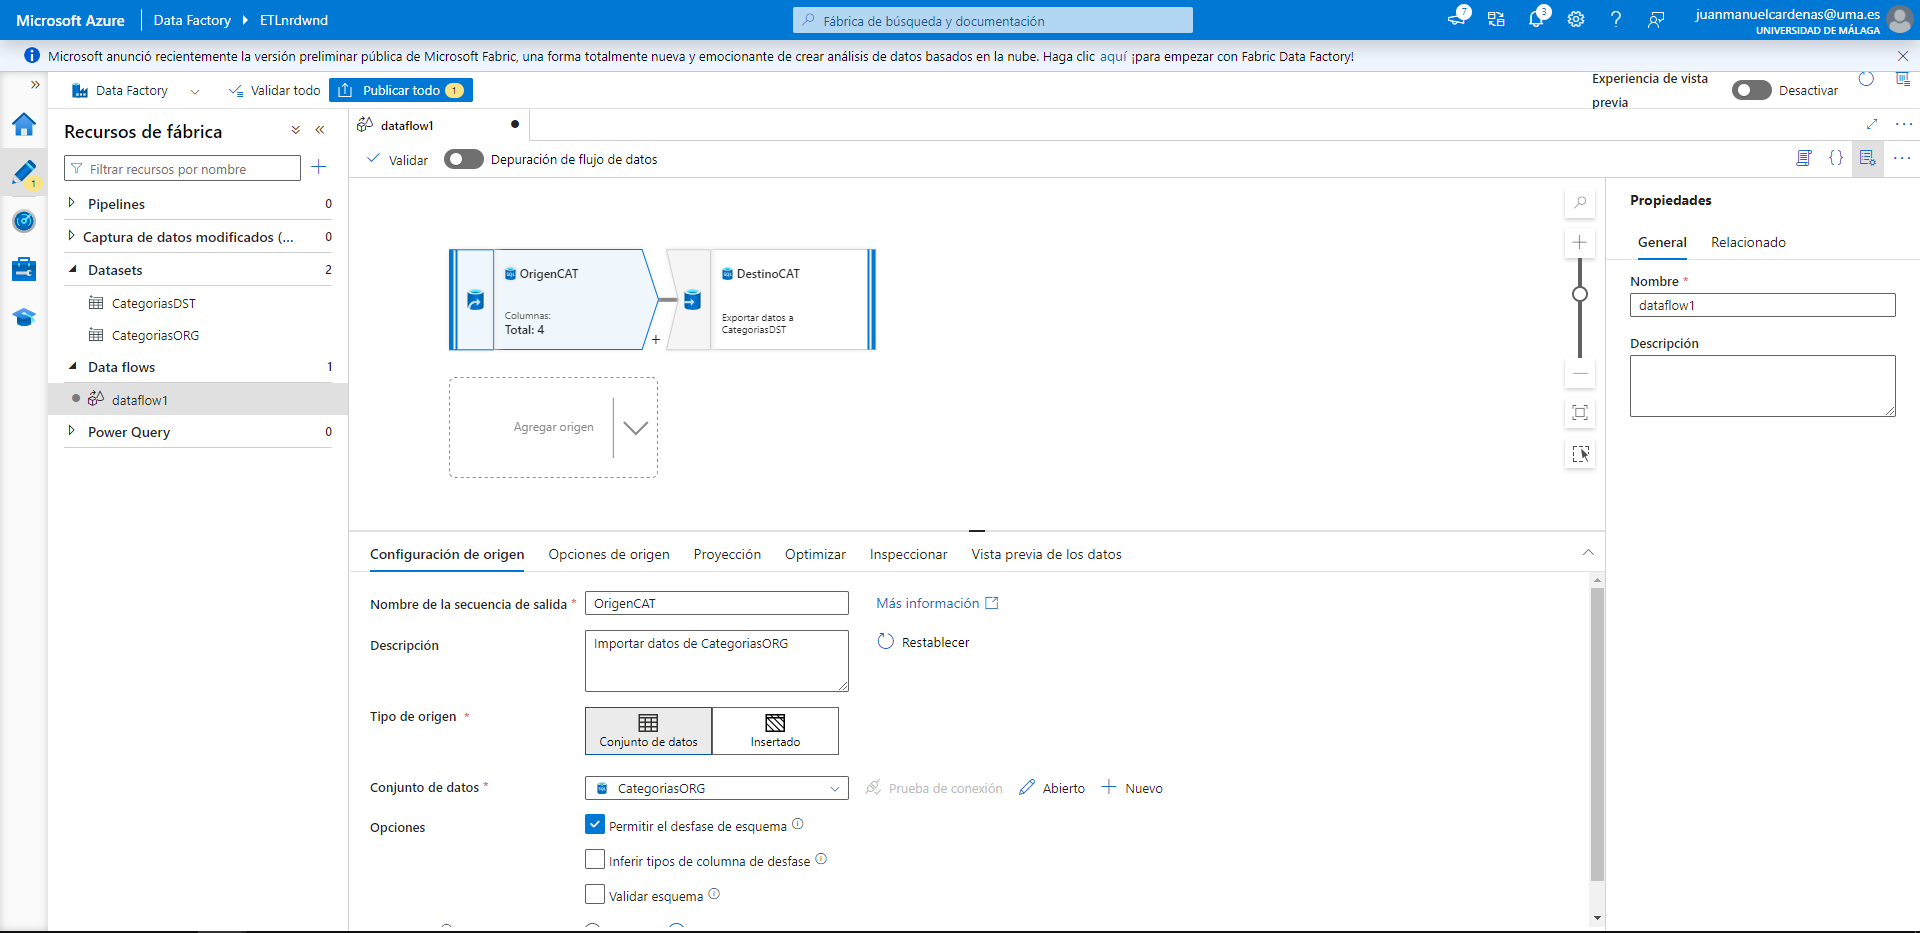 Microsoft Azure
Data Factory
ETLnrdwnd
Fábrica de búsqueda y documentación
7
3
juanmanuelcardenas@uma.es
UNIVERSIDAD DE MÁLAGA
Microsoft anunció recientemente la versión preliminar pública de Microsoft Fabric, una forma totalmente nueva y emocionante de crear análisis de datos basados en la nube. Haga clic aquí ¡para empezar con Fabric Data Factory!
Data Factory
Validar todo
Publicar todo 1
Experiencia de vista
previa
Desactivar
Recursos de fábrica
Filtrar recursos por nombre
1
Pipelines 0
Captura de datos modificados (... 0
Datasets 2
CategoriasDST
CategoriasORG
Data flows 1
dataflow1
Power Query 0
dataflow1
Validar
Depuración de flujo de datos
OrigenCAT
Columnas:
Total: 4
DestinoCAT
Exportar datos a
CategoriasDST
Agregar origen
Propiedades
General
Relacionado
Nombre *
dataflow1
Descripción
Configuración de origen
Opciones de origen
Proyección
Optimizar
Inspeccionar
Vista previa de los datos
Nombre de la secuencia de salida *
OrigenCAT
Más información
Descripción
Importar datos de CategoriasORG
Restablecer
Tipo de origen *
Conjunto de datos
Insertado
Conjunto de datos *
CategoriasORG
Prueba de conexión
Abierto
Nuevo
Opciones
Permitir el desfase de esquema
Inferir tipos de columna de desfase
Validar esquema